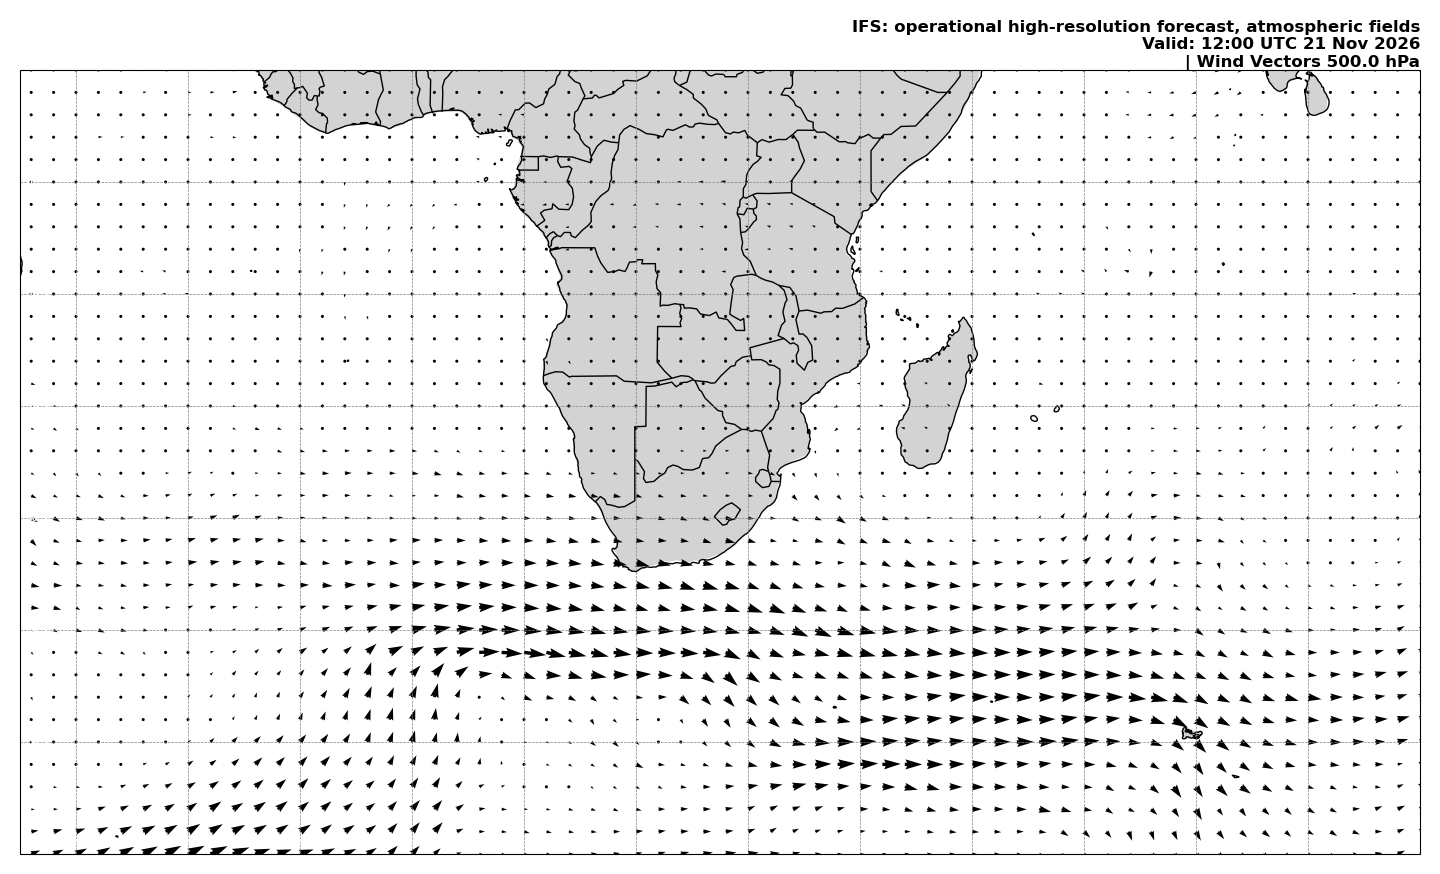 IFS: operational high-resolution forecast, atmospheric fields
Valid: 12:00 UTC 21 Nov 2026
| Wind Vectors 500.0 hPa